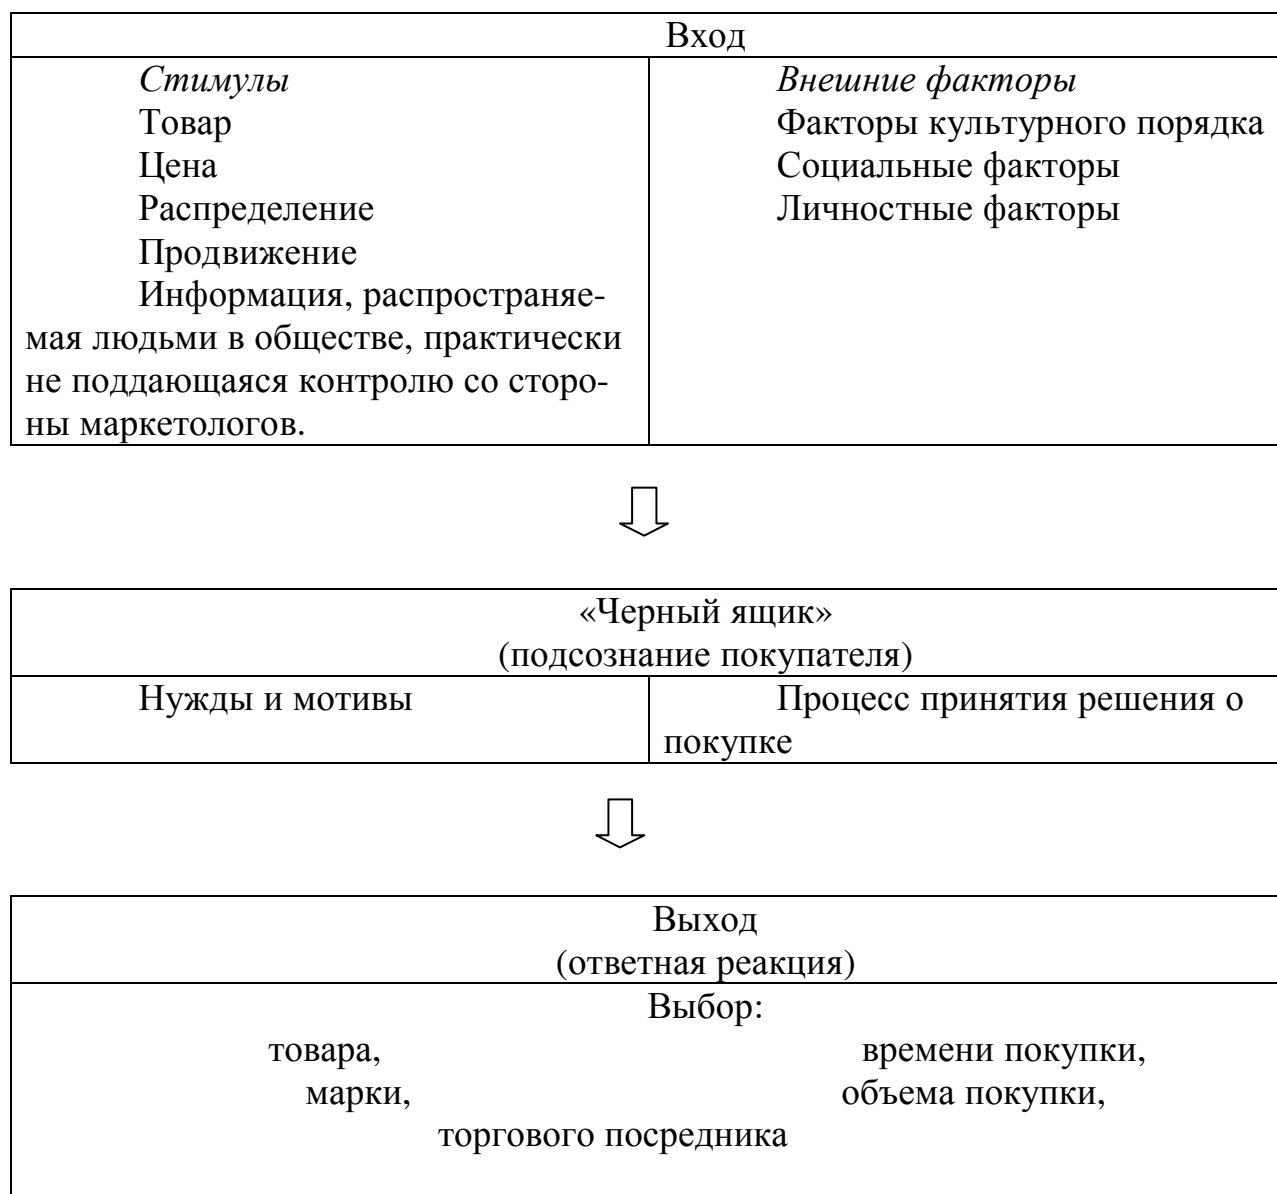 Вход
Стимулы
Товар
Цена
Распределение
Продвижение
Информация, распространяе-
мая людьми в обществе, практически
не поддающаяся контролю со сторо-
ны маркетологов.
Внешние факторы
Факторы культурного порядка
Социальные факторы
Личностные факторы
«Черный ящик»
(подсознание покупателя)
Нужды и мотивы
Процесс принятия решения о
покупке
Выход
(ответная реакция)
Выбор:
товара, времени покупки,
марки, объема покупки,
торгового посредника